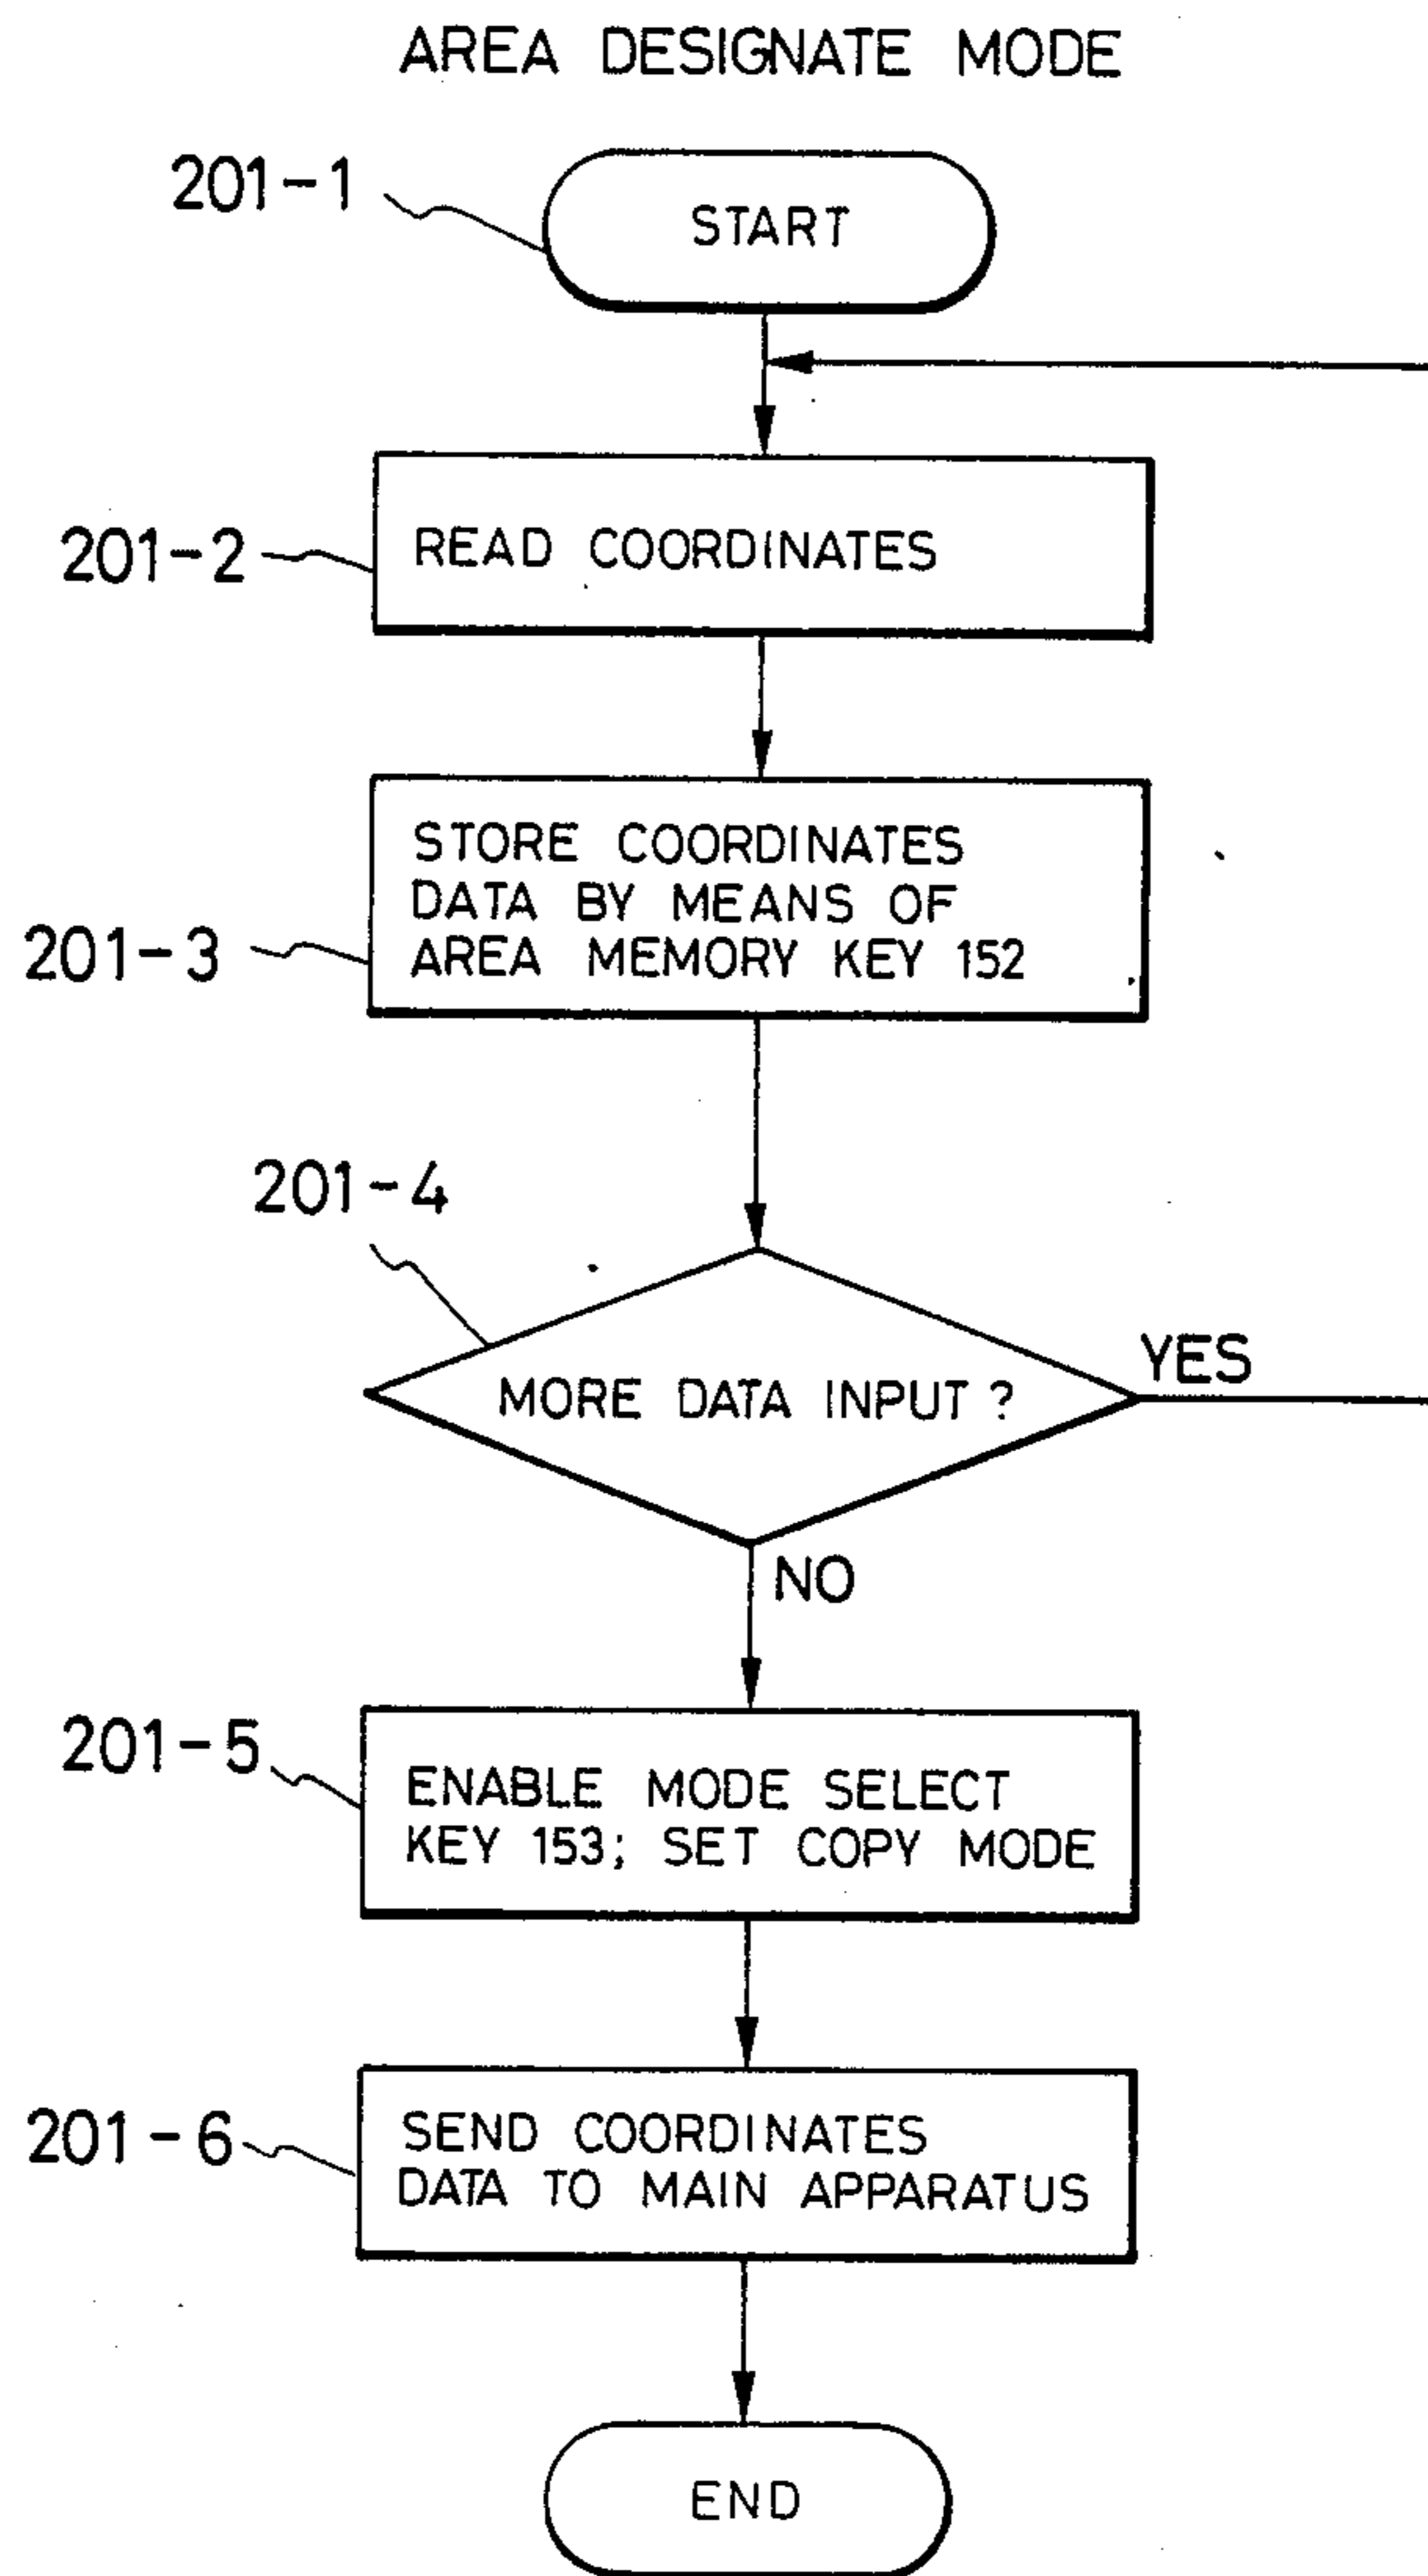 AREA DESIGNATE MODE
201-1
START
201-2
READ COORDINATES
201-3
STORE COORDINATES
DATA BY MEANS OF
AREA MEMORY KEY 152
201-4
MORE DATA INPUT ?
YES
NO
201-5
ENABLE MODE SELECT
KEY 153; SET COPY MODE
201-6
SEND COORDINATES
DATA TO MAIN APPARATUS
END